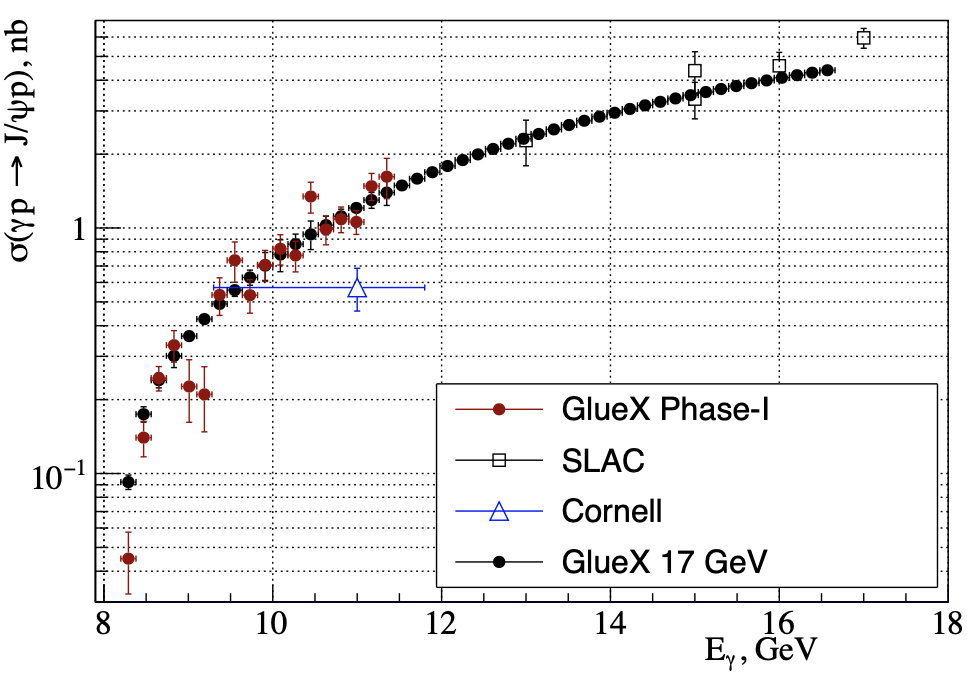 σ(γp → J/ψp), nb
1
10⁻¹
GlueX Phase-I
SLAC
Cornell
GlueX 17 GeV
8 10 12 14 16 18
Eγ, GeV